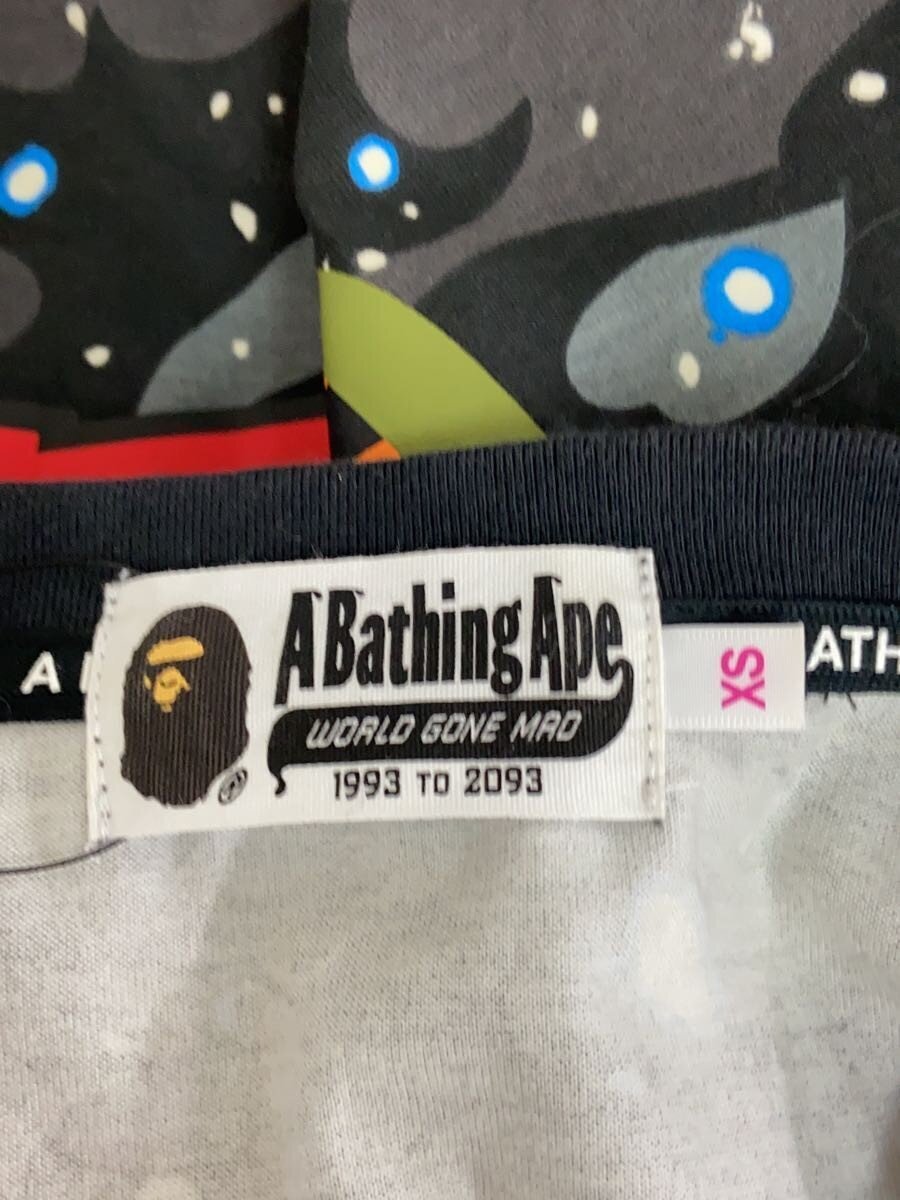 A Bathing Ape
WORLD GONE MAD
1993 TO 2093
XS
A
ATH